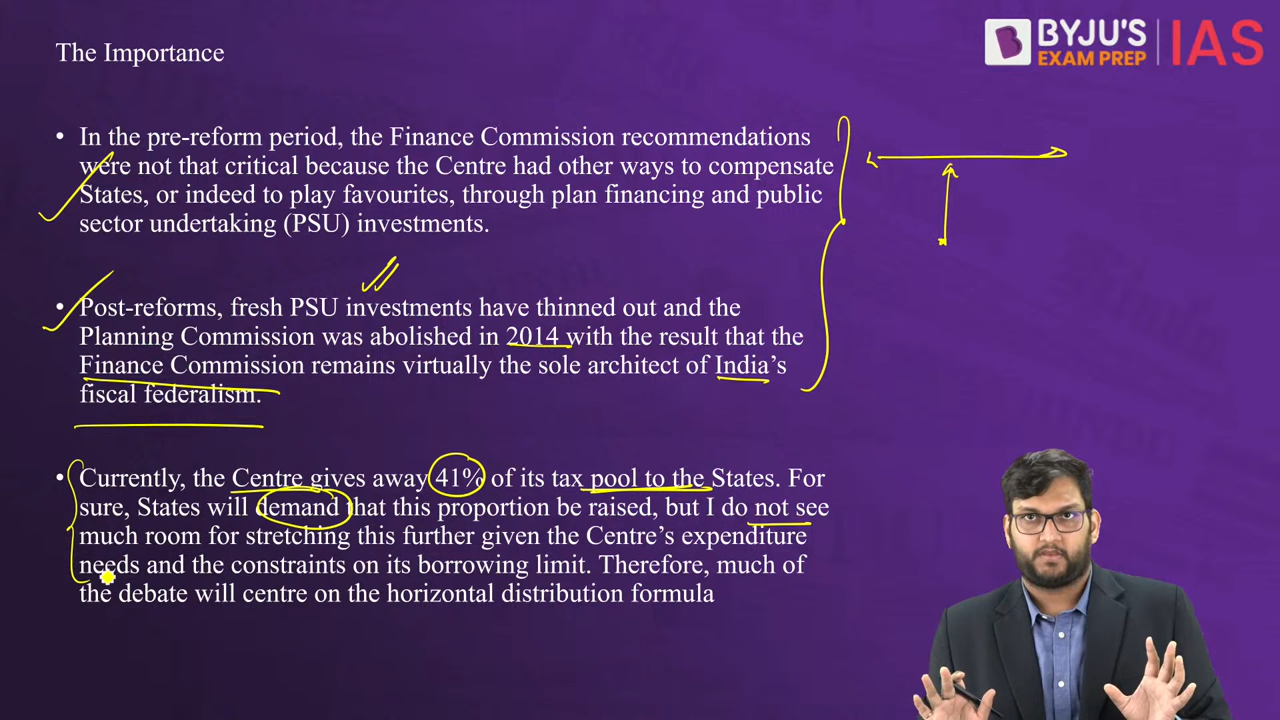 The Importance
BYJU'S
EXAM PREP
IAS
• In the pre-reform period, the Finance Commission recommendations
were not that critical because the Centre had other ways to compensate
States, or indeed to play favourites, through plan financing and public
sector undertaking (PSU) investments.
• Post-reforms, fresh PSU investments have thinned out and the
Planning Commission was abolished in 2014 with the result that the
Finance Commission remains virtually the sole architect of India's
fiscal federalism.
• Currently, the Centre gives away 41% of its tax pool to the States. For
sure, States will demand that this proportion be raised, but I do not see
much room for stretching this further given the Centre's expenditure
needs and the constraints on its borrowing limit. Therefore, much of
the debate will centre on the horizontal distribution formula